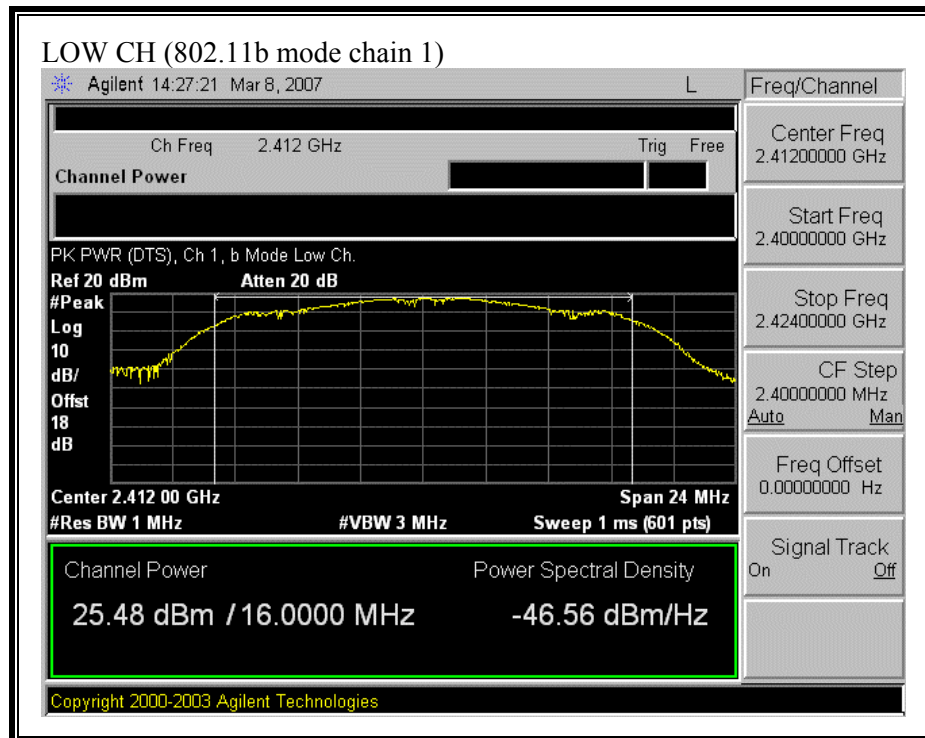 LOW CH (802.11b mode chain 1)
Agilent 14:27:21 Mar 8, 2007 L
Freq/Channel
Ch Freq 2.412 GHz Trig Free
Channel Power
Center Freq
2.41200000 GHz
Start Freq
2.40000000 GHz
Stop Freq
2.42400000 GHz
CF Step
2.40000000 MHz
Auto Man
Freq Offset
0.00000000 Hz
Signal Track
On Off
PK PWR (DTS), Ch 1, b Mode Low Ch.
Ref 20 dBm Atten 20 dB
#Peak
Log
10
dB/
Offst
18
dB
Center 2.412 00 GHz Span 24 MHz
#Res BW 1 MHz #VBW 3 MHz Sweep 1 ms (601 pts)
Channel Power Power Spectral Density
25.48 dBm / 16.0000 MHz -46.56 dBm/Hz
Copyright 2000-2003 Agilent Technologies